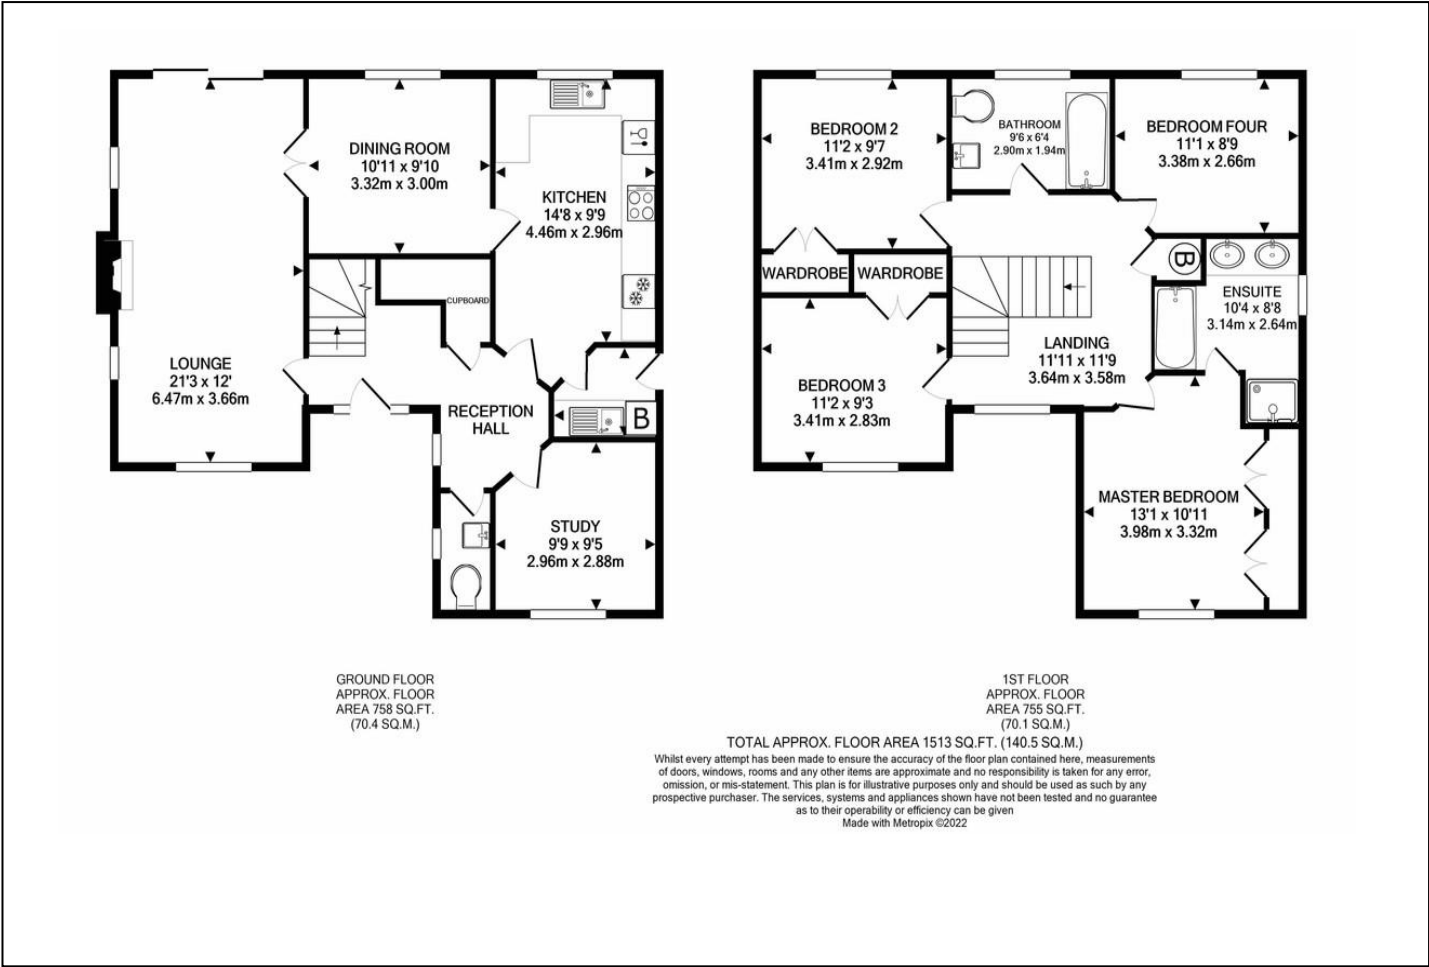 DINING ROOM
10'11 x 9'10
3.32m x 3.00m
KITCHEN
14'8 x 9'9
4.46m x 2.96m
CUPBOARD
LOUNGE
21'3 x 12'
6.47m x 3.66m
RECEPTION
HALL
B
STUDY
9'9 x 9'5
2.96m x 2.88m
GROUND FLOOR
APPROX. FLOOR
AREA 758 SQ.FT.
(70.4 SQ.M.)
BEDROOM 2
11'2 x 9'7
3.41m x 2.92m
BATHROOM
9'6 x 6'4
2.90m x 1.94m
BEDROOM FOUR
11'1 x 8'9
3.38m x 2.66m
WARDROBE
WARDROBE
B
ENSUITE
10'4 x 8'8
3.14m x 2.64m
LANDING
11'11 x 11'9
3.64m x 3.58m
BEDROOM 3
11'2 x 9'3
3.41m x 2.83m
MASTER BEDROOM
13'1 x 10'11
3.98m x 3.32m
1ST FLOOR
APPROX. FLOOR
AREA 755 SQ.FT.
(70.1 SQ.M.)
TOTAL APPROX. FLOOR AREA 1513 SQ.FT. (140.5 SQ.M.)
Whilst every attempt has been made to ensure the accuracy of the floor plan contained here, measurements
of doors, windows, rooms and any other items are approximate and no responsibility is taken for any error,
omission, or mis-statement. This plan is for illustrative purposes only and should be used as such by any
prospective purchaser. The services, systems and appliances shown have not been tested and no guarantee
as to their operability or efficiency can be given
Made with Metropix ©2022